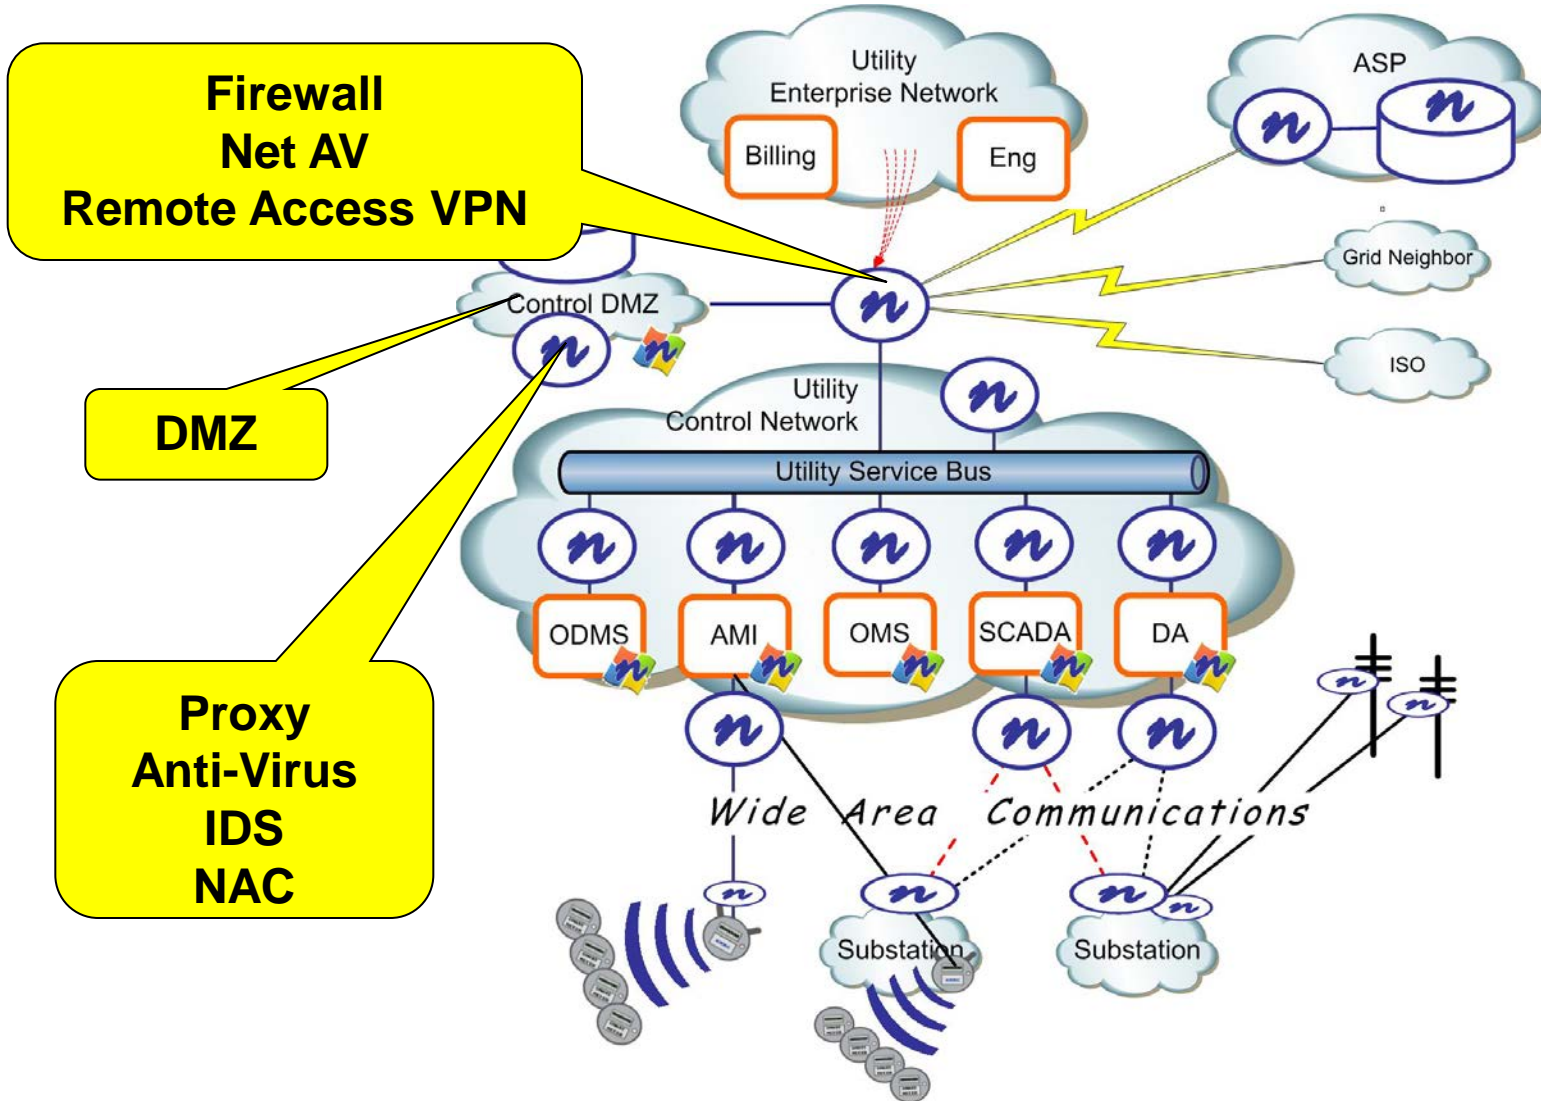 Firewall
Net AV
Remote Access VPN
Utility
Enterprise Network
Billing
Eng
ASP
n
n
Grid Neighbor
ISO
n
Control DMZ
n
n
DMZ
Utility
Control Network
n
Utility Service Bus
n
n
n
n
n
ODMS
AMI
OMS
SCADA
DA
n
n
n
n
n
Proxy
Anti-Virus
IDS
NAC
n
n
n
n
n
Wide Area Communications
n
n
n
n
Substation
Substation